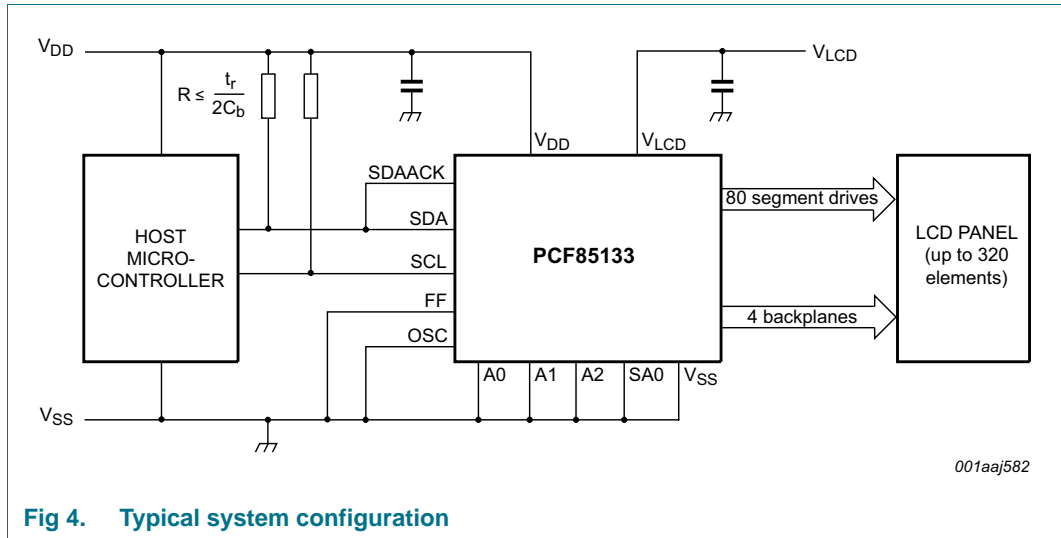 VDD
VLCD
R ≤ tr
2Cb
VDD
VLCD
SDAACK
SDA
SCL
FF
OSC
HOST
MICRO-
CONTROLLER
PCF85133
80 segment drives
4 backplanes
LCD PANEL
(up to 320
elements)
A0 A1 A2 SA0 VSS
VSS
001aaj582
Fig 4. Typical system configuration